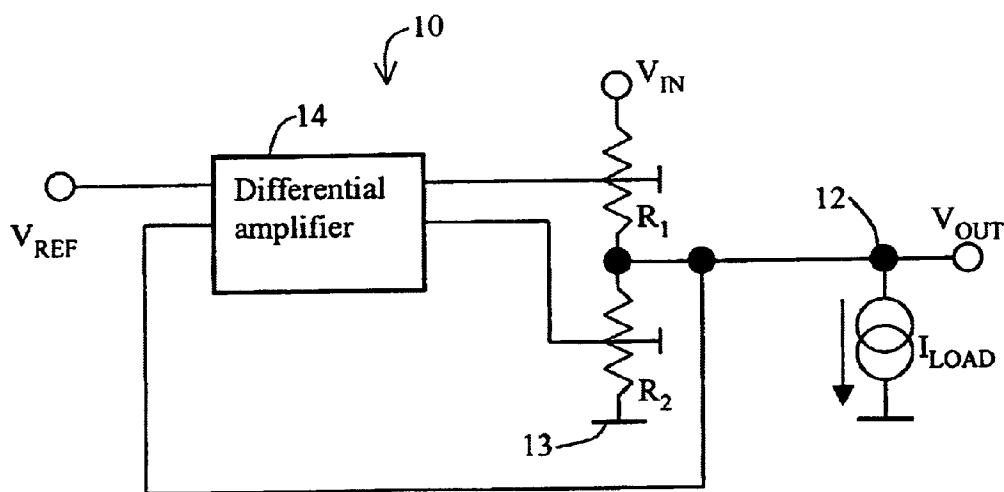 10
V_IN
14
Differential
amplifier
V_REF
R_1
12
V_OUT
I_LOAD
R_2
13